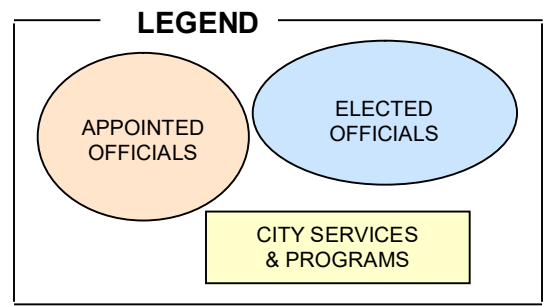 LEGEND
APPOINTED
OFFICIALS
ELECTED
OFFICIALS
CITY SERVICES
& PROGRAMS